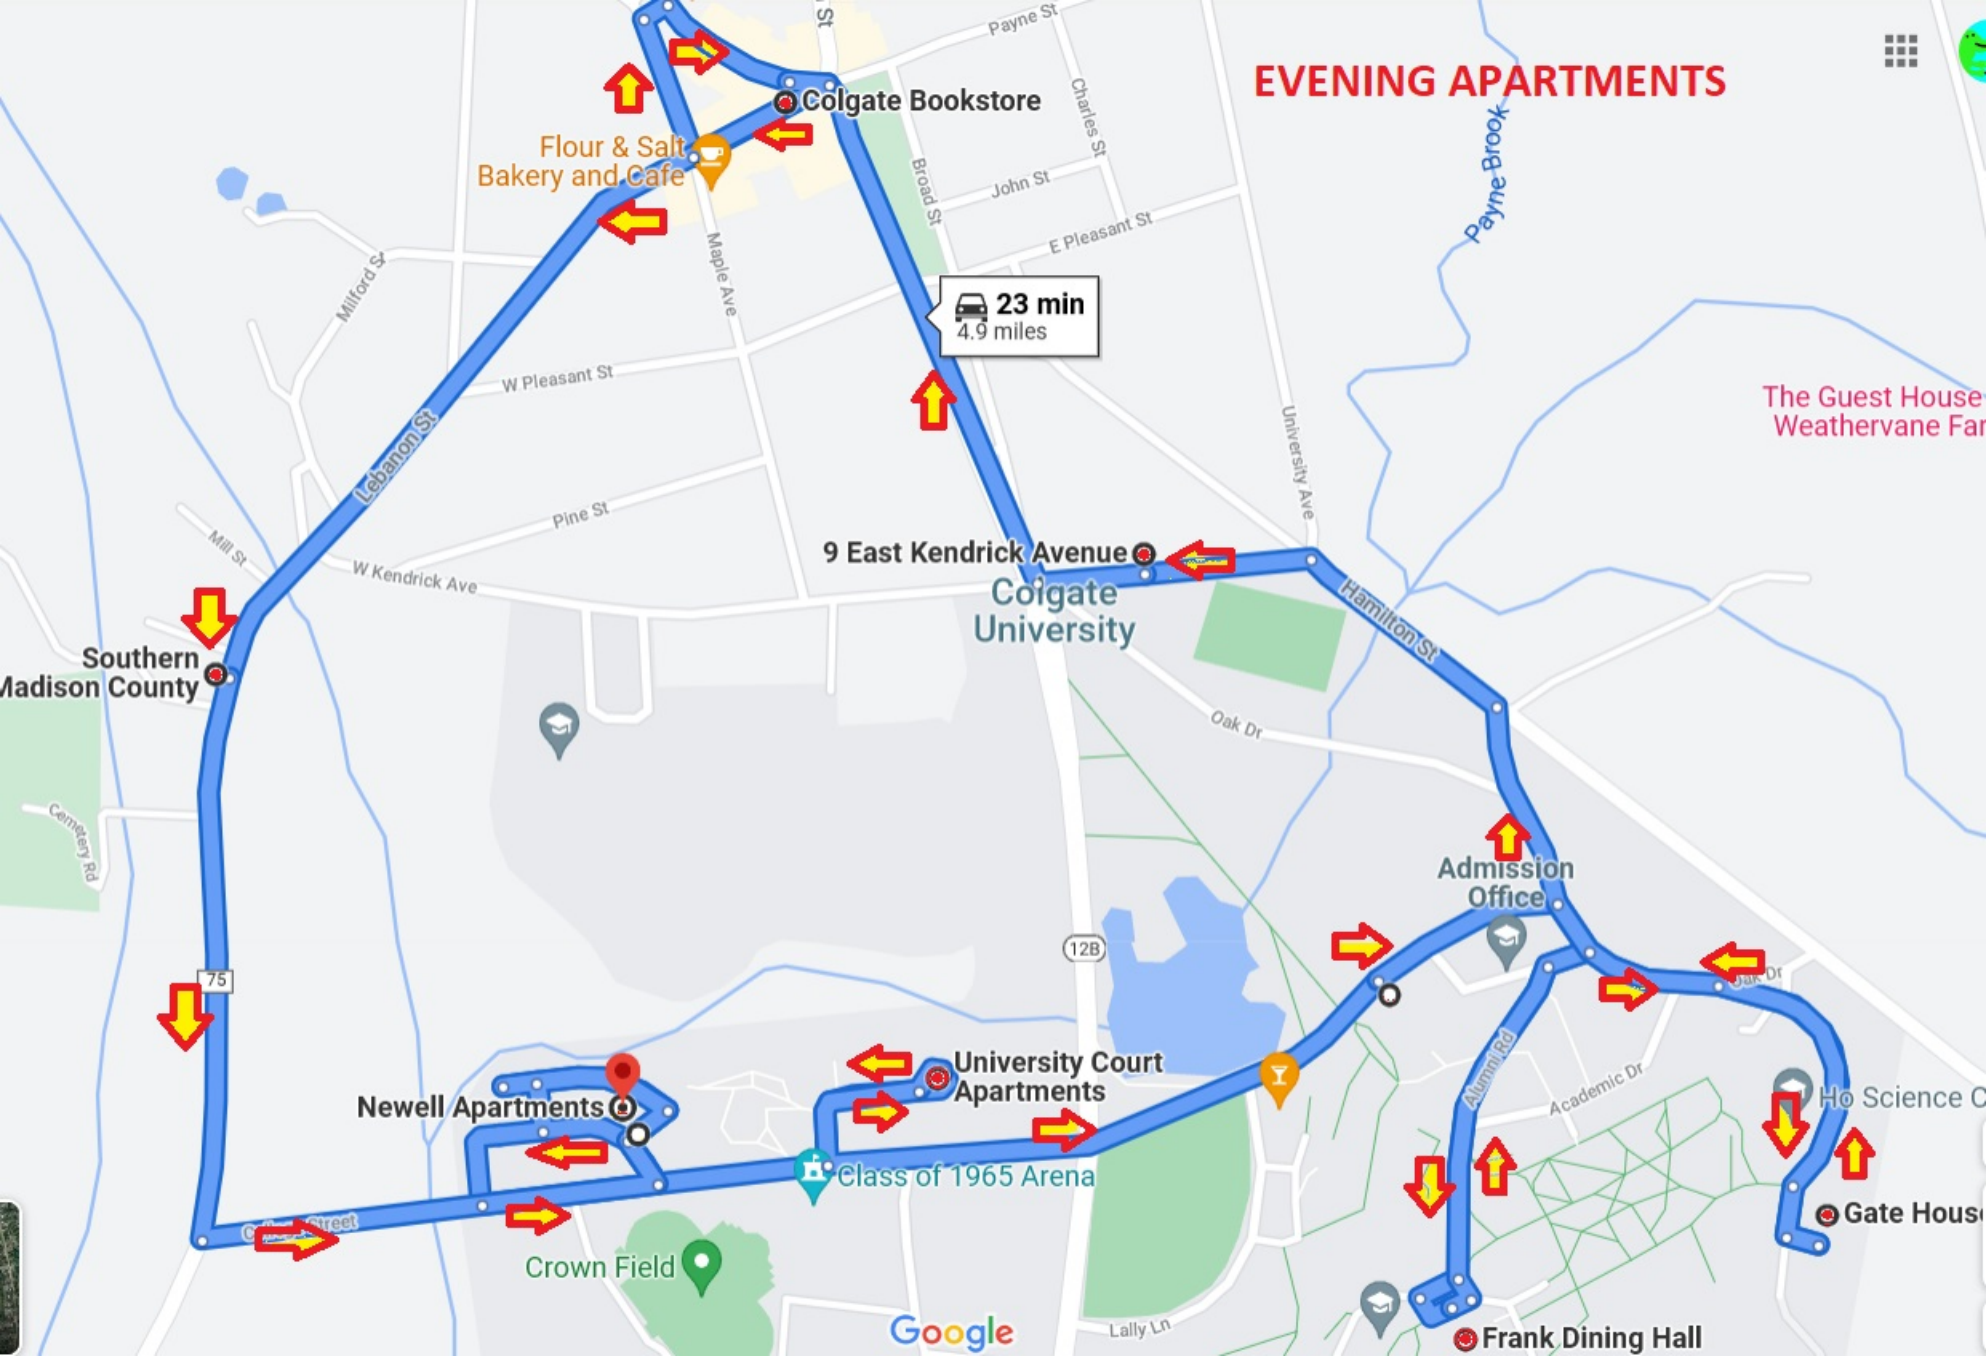 St
Payne St
EVENING APARTMENTS
Colgate Bookstore
Charles St
Payne Brook
Flour & Salt
Bakery and Cafe
Broad St
John St
E Pleasant St
Maple Ave
Milford St
23 min
4.9 miles
W Pleasant St
The Guest House
Weathervane Far
Lebanon St
University Ave
Pine St
Mill St
W Kendrick Ave
9 East Kendrick Avenue
Colgate
University
Hamilton St
Southern
Madison County
Oak Dr
Cemetery Rd
Admission
Office
12B
75
Oak Dr
Alumni Rd
University Court
Apartments
Academic Dr
Ho Science C
Newell Apartments
Class of 1965 Arena
Street
Gate Hous
Crown Field
Google
Lally Ln
Frank Dining Hall